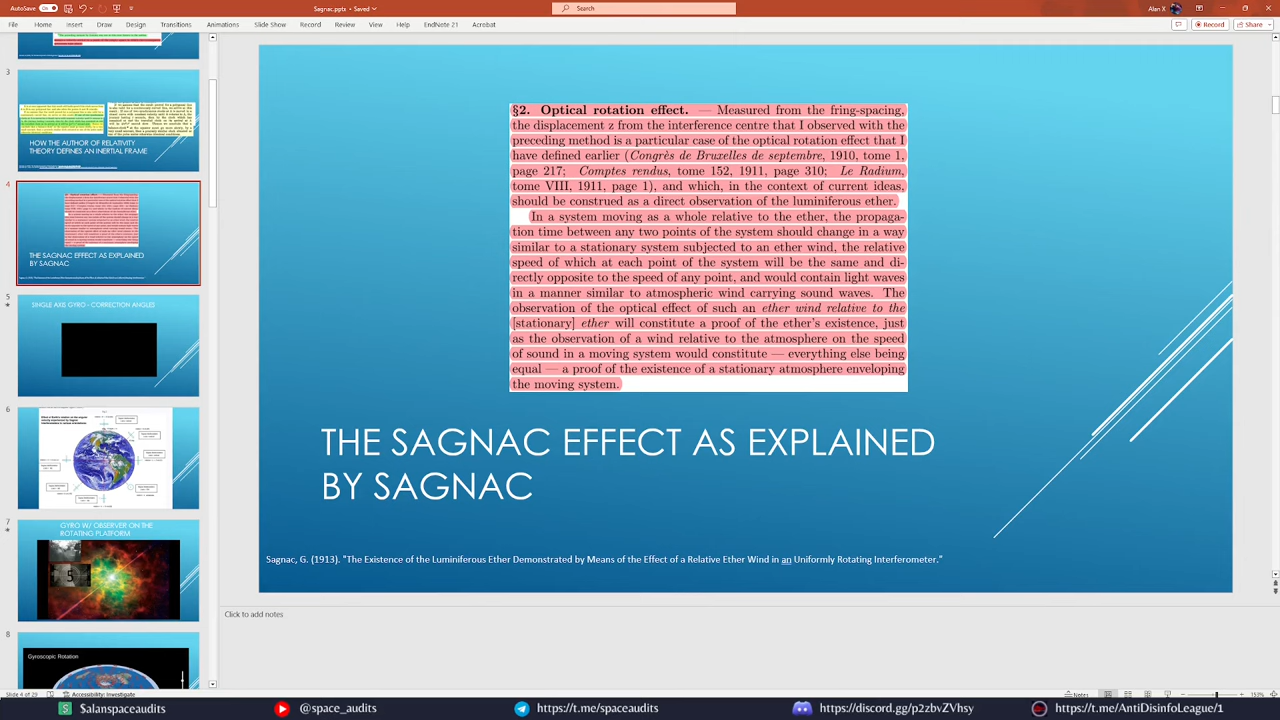 AutoSave
On
Sagnac.pptx • Saved
Search
Alan X
File
Home
Insert
Draw
Design
Transitions
Animations
Slide Show
Record
Review
View
Help
EndNote 21
Acrobat
Record
Share
3
HOW THE AUTHOR OF RELATIVITY
THEORY DEFINES AN INERTIAL FRAME
4
THE SAGNAC EFFECT AS EXPLAINED
BY SAGNAC
5
SINGLE AXIS GYRO - CORRECTION ANGLES
6
7
GYRO W/ OBSERVER ON THE
ROTATING PLATFORM
5
8
Gyroscopic Rotation
§2. Optical rotation effect. — Measured from the fring-spacing,
the displacement z from the interference centre that I observed with the
preceding method is a particular case of the optical rotation effect that I
have defined earlier (Congrès de Bruxelles de septembre, 1910, tome 1,
page 217; Comptes rendus, tome 152, 1911, page 310; Le Radium,
tome VIII, 1911, page 1), and which, in the context of current ideas,
should be construed as a direct observation of the luminiferous ether.
In a system moving as a whole relative to the ether, the propaga-
tion time between any two points of the system should change in a way
similar to a stationary system subjected to an ether wind, the relative
speed of which at each point of the system will be the same and di-
rectly opposite to the speed of any point, and would contain light waves
in a manner similar to atmospheric wind carrying sound waves. The
observation of the optical effect of such an ether wind relative to the
[stationary] ether will constitute a proof of the ether's existence, just
as the observation of a wind relative to the atmosphere on the speed
of sound in a moving system would constitute — everything else being
equal — a proof of the existence of a stationary atmosphere enveloping
the moving system.
THE SAGNAC EFFECT AS EXPLAINED
BY SAGNAC
Sagnac, G. (1913). "The Existence of the Luminiferous Ether Demonstrated by Means of the Effect of a Relative Ether Wind in an Uniformly Rotating Interferometer."
Click to add notes
Slide 4 of 29
Accessibility: Investigate
Notes
153%
$alanspaceaudits
@space_audits
https://t.me/spaceaudits
https://discord.gg/p2zbvZVhsy
https://t.me/AntiDisinfoLeague/1